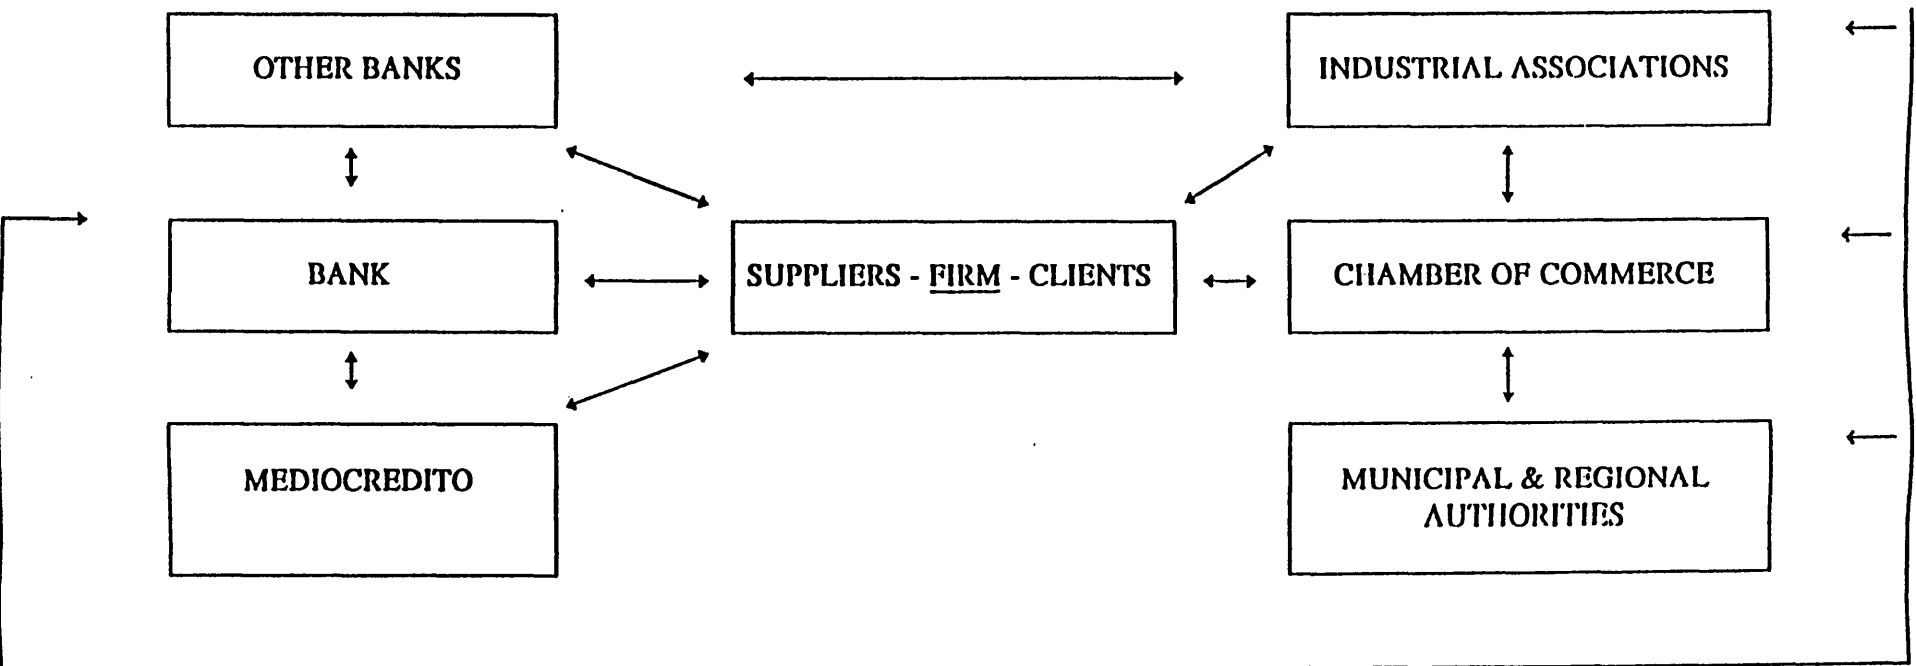 OTHER BANKS
INDUSTRIAL ASSOCIATIONS
BANK
SUPPLIERS - FIRM - CLIENTS
CHAMBER OF COMMERCE
MEDIOCREDITO
MUNICIPAL & REGIONAL
AUTHORITIES